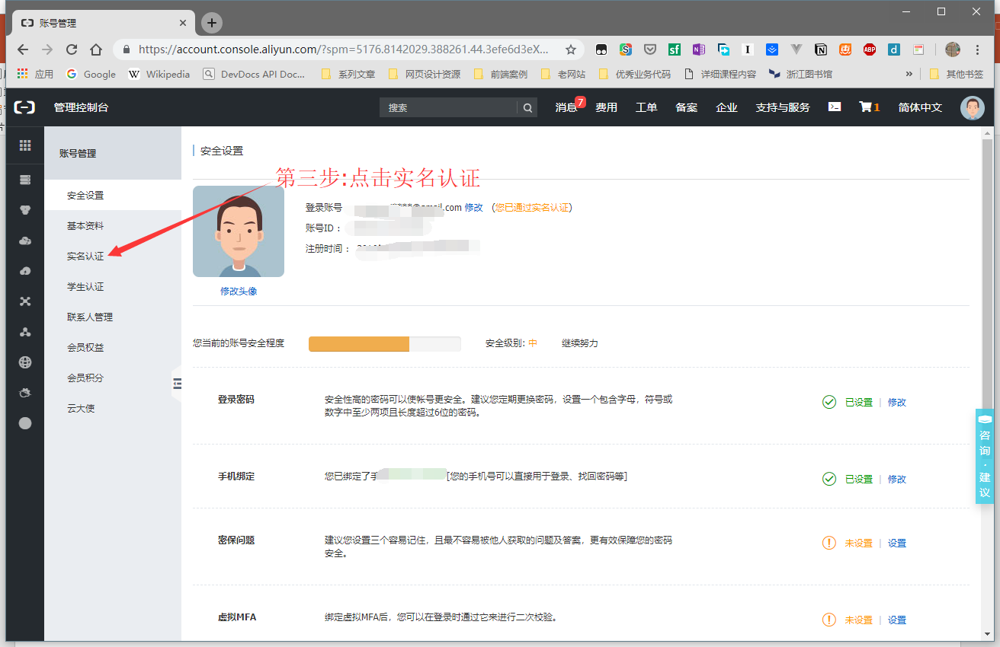 账号管理
https://account.console.aliyun.com/?spm=5176.8142029.388261.44.3efe6d3eX...
应用 Google Wikipedia DevDocs API Doc... 系列文章 网页设计资源 前端案例 老网站 优秀业务代码 详细课程内容 浙江图书馆 » 其他书签
管理控制台 搜索 消息 7 费用 工单 备案 企业 支持与服务 1 简体中文
账号管理
安全设置
基本资料
实名认证
学生认证
联系人管理
会员权益
会员积分
云大使
安全设置
第三步:点击实名认证
登录账号 .com 修改 (您已通过实名认证)
账号ID：
注册时间：
修改头像
您当前的账号安全程度 安全级别: 中 继续努力
登录密码 安全性高的密码可以使帐号更安全。建议您定期更换密码，设置一个包含字母，符号或
数字中至少两项且长度超过6位的密码。
已设置 | 修改
手机绑定 您已绑定了手 [您的手机号可以直接用于登录、找回密码等]
已设置 | 修改
密保问题 建议您设置三个容易记住，且最不容易被他人获取的问题及答案，更有效保障您的密码
安全。
未设置 | 设置
虚拟MFA 绑定虚拟MFA后，您可以在登录时通过它来进行二次校验。
未设置 | 设置
咨询·建议